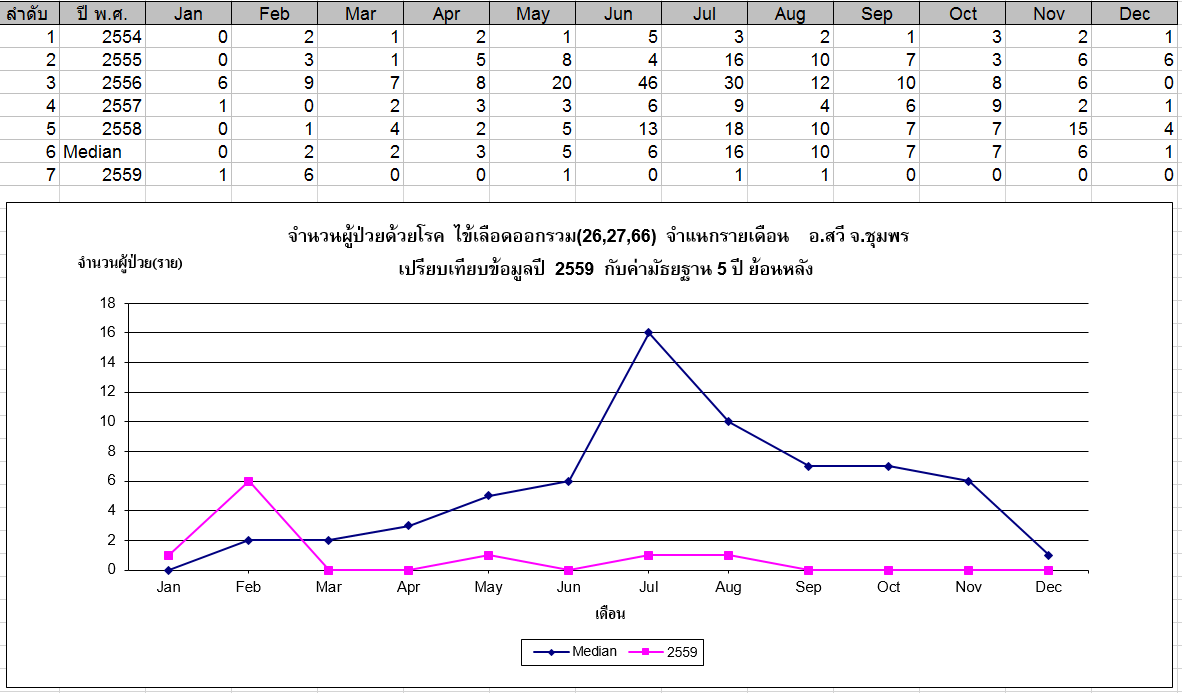 ลำดับ ปี พ.ศ. Jan Feb Mar Apr May Jun Jul Aug Sep Oct Nov Dec
1 2554 0 2 1 2 1 5 3 2 1 3 2 1
2 2555 0 3 1 5 8 4 16 10 7 3 6 6
3 2556 6 9 7 8 20 46 30 12 10 8 6 0
4 2557 1 0 2 3 3 6 9 4 6 9 2 1
5 2558 0 1 4 2 5 13 18 10 7 7 15 4
6 Median 0 2 2 3 5 6 16 10 7 7 6 1
7 2559 1 6 0 0 1 0 1 1 0 0 0 0
จำนวนผู้ป่วยด้วยโรค ไข้เลือดออกรวม(26,27,66) จำแนกรายเดือน อ.สวี จ.ชุมพร
จำนวนผู้ป่วย(ราย)
เปรียบเทียบข้อมูลปี 2559 กับค่ามัธยฐาน 5 ปี ย้อนหลัง
18
16
14
12
10
8
6
4
2
0
Jan Feb Mar Apr May Jun Jul Aug Sep Oct Nov Dec
เดือน
Median 2559